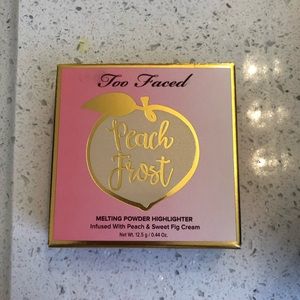 Too Faced
Peach
Frost
MELTING POWDER HIGHLIGHTER
Infused With Peach & Sweet Fig Cream
Net Wt. 12.5 g / 0.44 Oz.